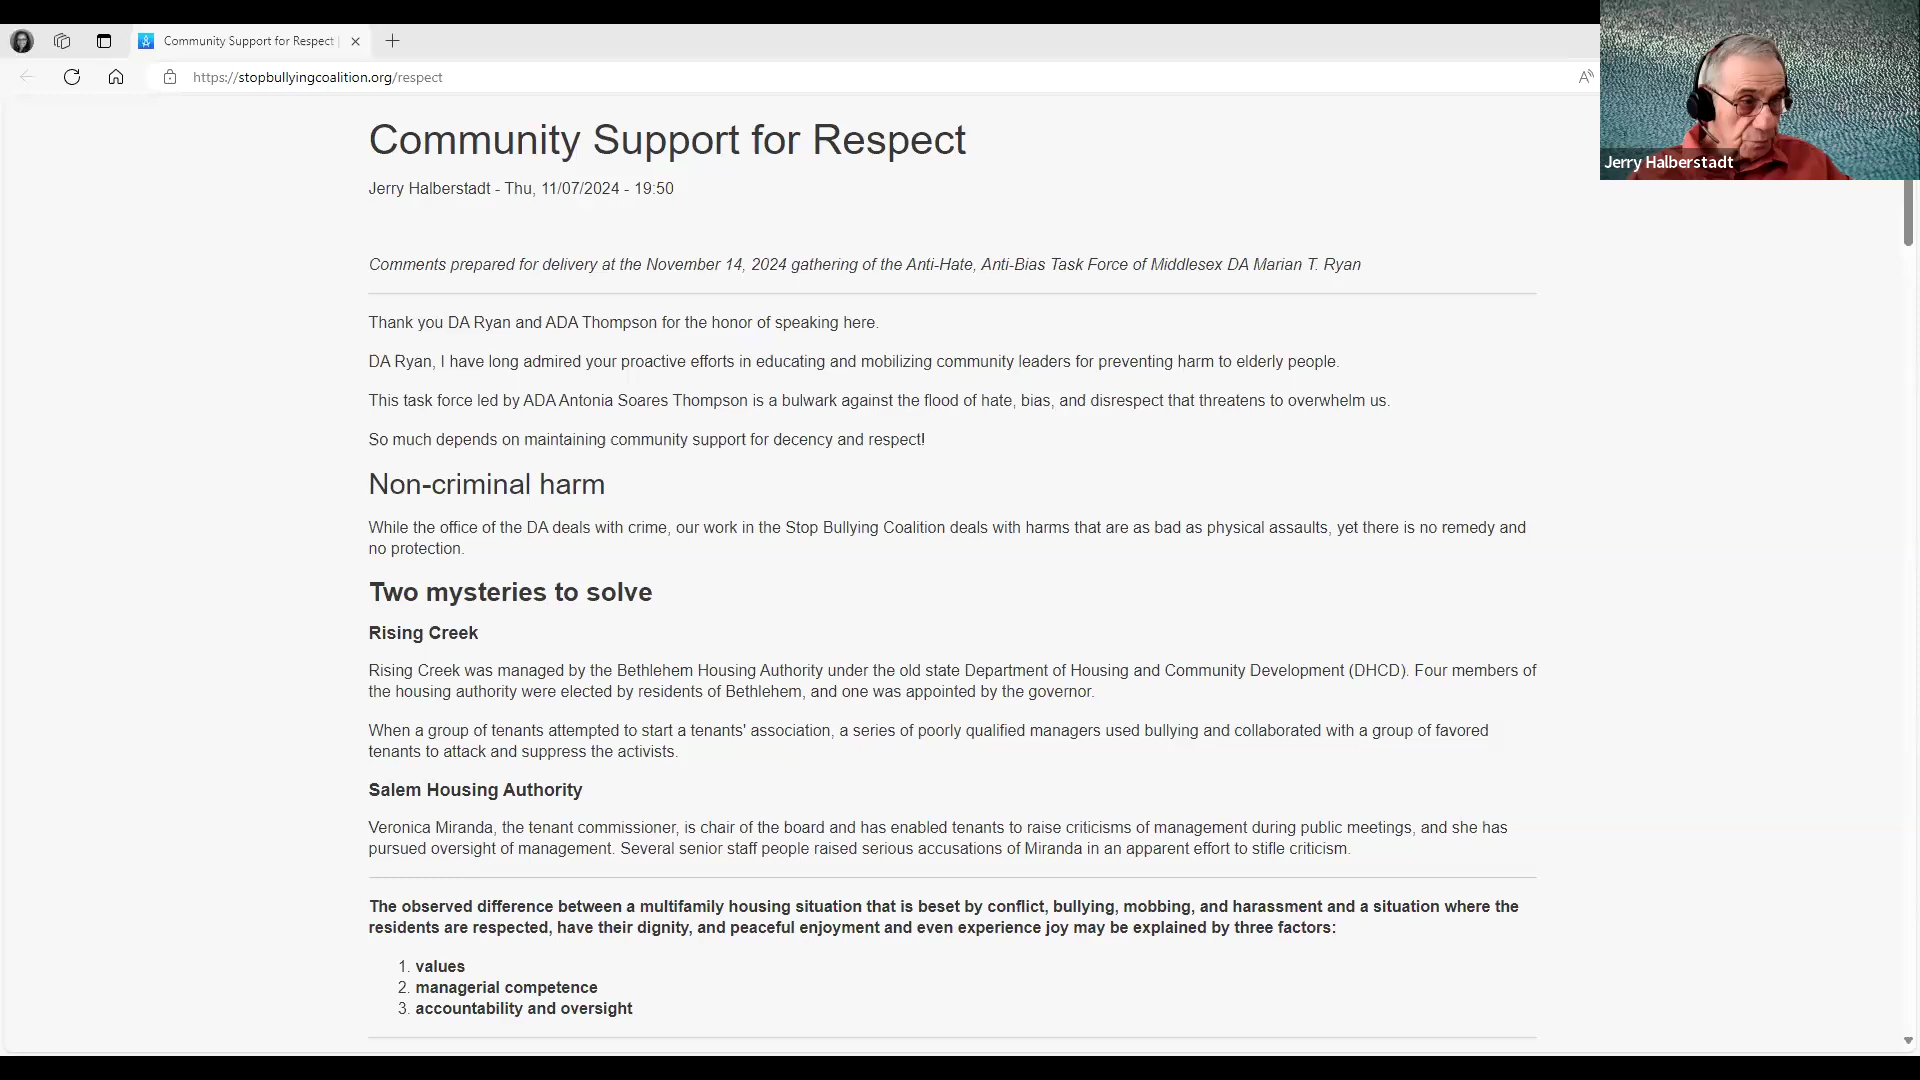 Community Support for Respect |
https://stopbullyingcoalition.org/respect
Jerry Halberstadt
Community Support for Respect
Jerry Halberstadt - Thu, 11/07/2024 - 19:50
Comments prepared for delivery at the November 14, 2024 gathering of the Anti-Hate, Anti-Bias Task Force of Middlesex DA Marian T. Ryan
Thank you DA Ryan and ADA Thompson for the honor of speaking here.
DA Ryan, I have long admired your proactive efforts in educating and mobilizing community leaders for preventing harm to elderly people.
This task force led by ADA Antonia Soares Thompson is a bulwark against the flood of hate, bias, and disrespect that threatens to overwhelm us.
So much depends on maintaining community support for decency and respect!
Non-criminal harm
While the office of the DA deals with crime, our work in the Stop Bullying Coalition deals with harms that are as bad as physical assaults, yet there is no remedy and
no protection.
Two mysteries to solve
Rising Creek
Rising Creek was managed by the Bethlehem Housing Authority under the old state Department of Housing and Community Development (DHCD). Four members of
the housing authority were elected by residents of Bethlehem, and one was appointed by the governor.
When a group of tenants attempted to start a tenants' association, a series of poorly qualified managers used bullying and collaborated with a group of favored
tenants to attack and suppress the activists.
Salem Housing Authority
Veronica Miranda, the tenant commissioner, is chair of the board and has enabled tenants to raise criticisms of management during public meetings, and she has
pursued oversight of management. Several senior staff people raised serious accusations of Miranda in an apparent effort to stifle criticism.
The observed difference between a multifamily housing situation that is beset by conflict, bullying, mobbing, and harassment and a situation where the
residents are respected, have their dignity, and peaceful enjoyment and even experience joy may be explained by three factors:
1. values
2. managerial competence
3. accountability and oversight